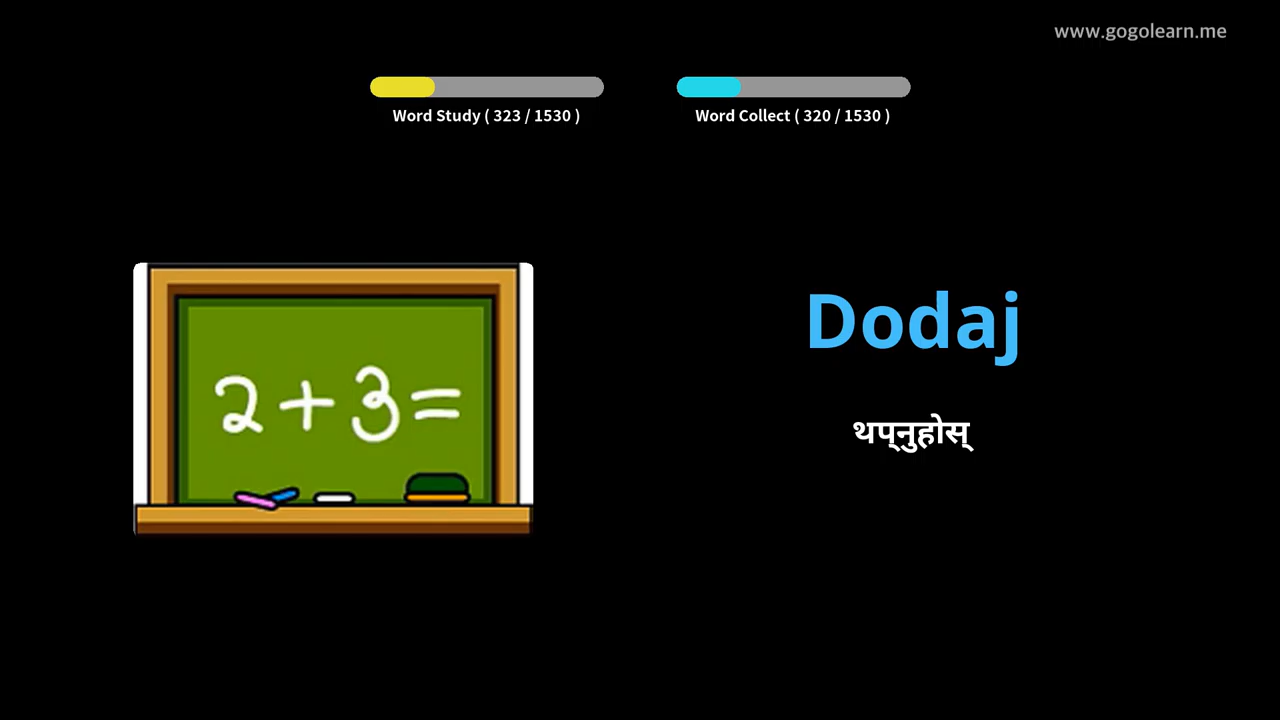 www.gogolearn.me
Word Study ( 323 / 1530 )
Word Collect ( 320 / 1530 )
2+3=
Dodaj
थप्नुहोस्